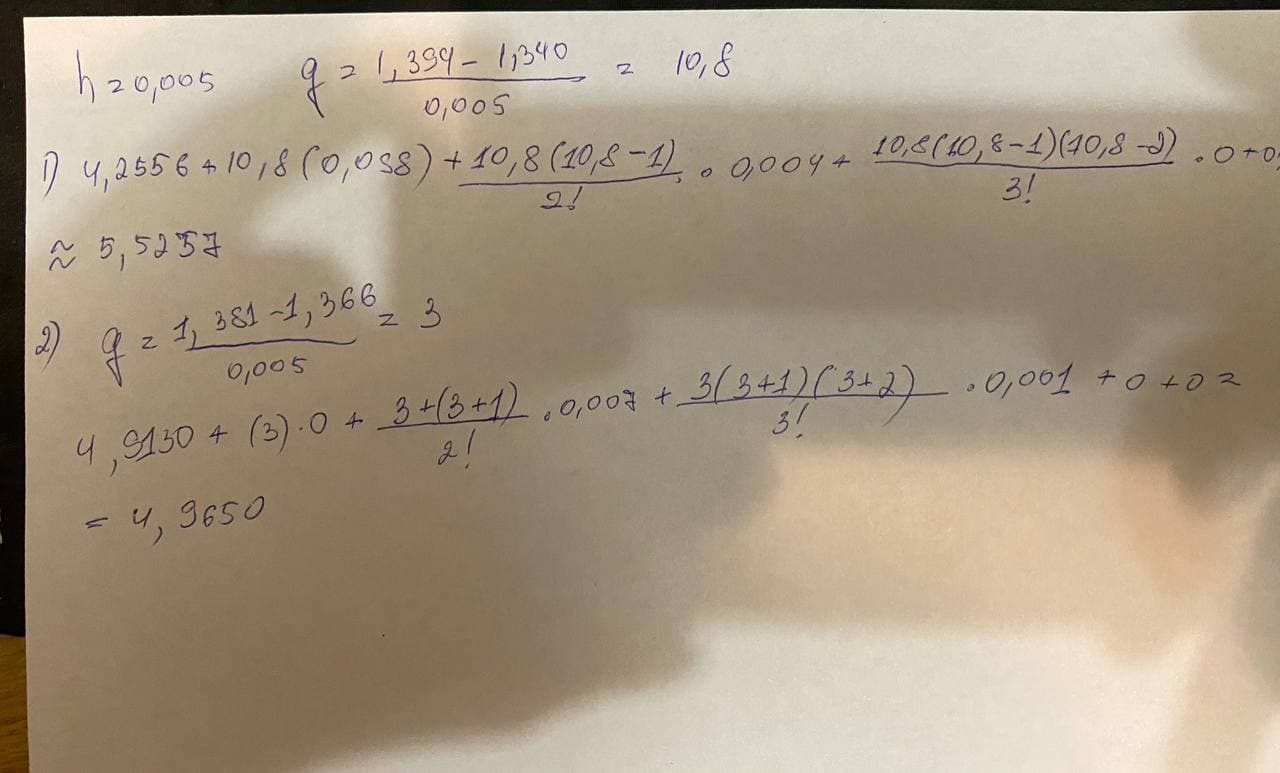 h = 0,005 q = (1,394 - 1,340) / 0,005 = 10,8
1) 4,2556 + 10,8 (0,098) + (10,8 (10,8 - 1)) / 2! · 0,004 + (10,8(10,8-1)(10,8-2)) / 3! · 0 + 0,
≈ 5,5257
2) q = (1,381 - 1,366) / 0,005 = 3
4,9130 + (3) · 0 + (3+(3+1)) / 2! · 0,007 + (3(3+1)(3+2)) / 3! · 0,001 + 0 + 0 =
= 4,9650